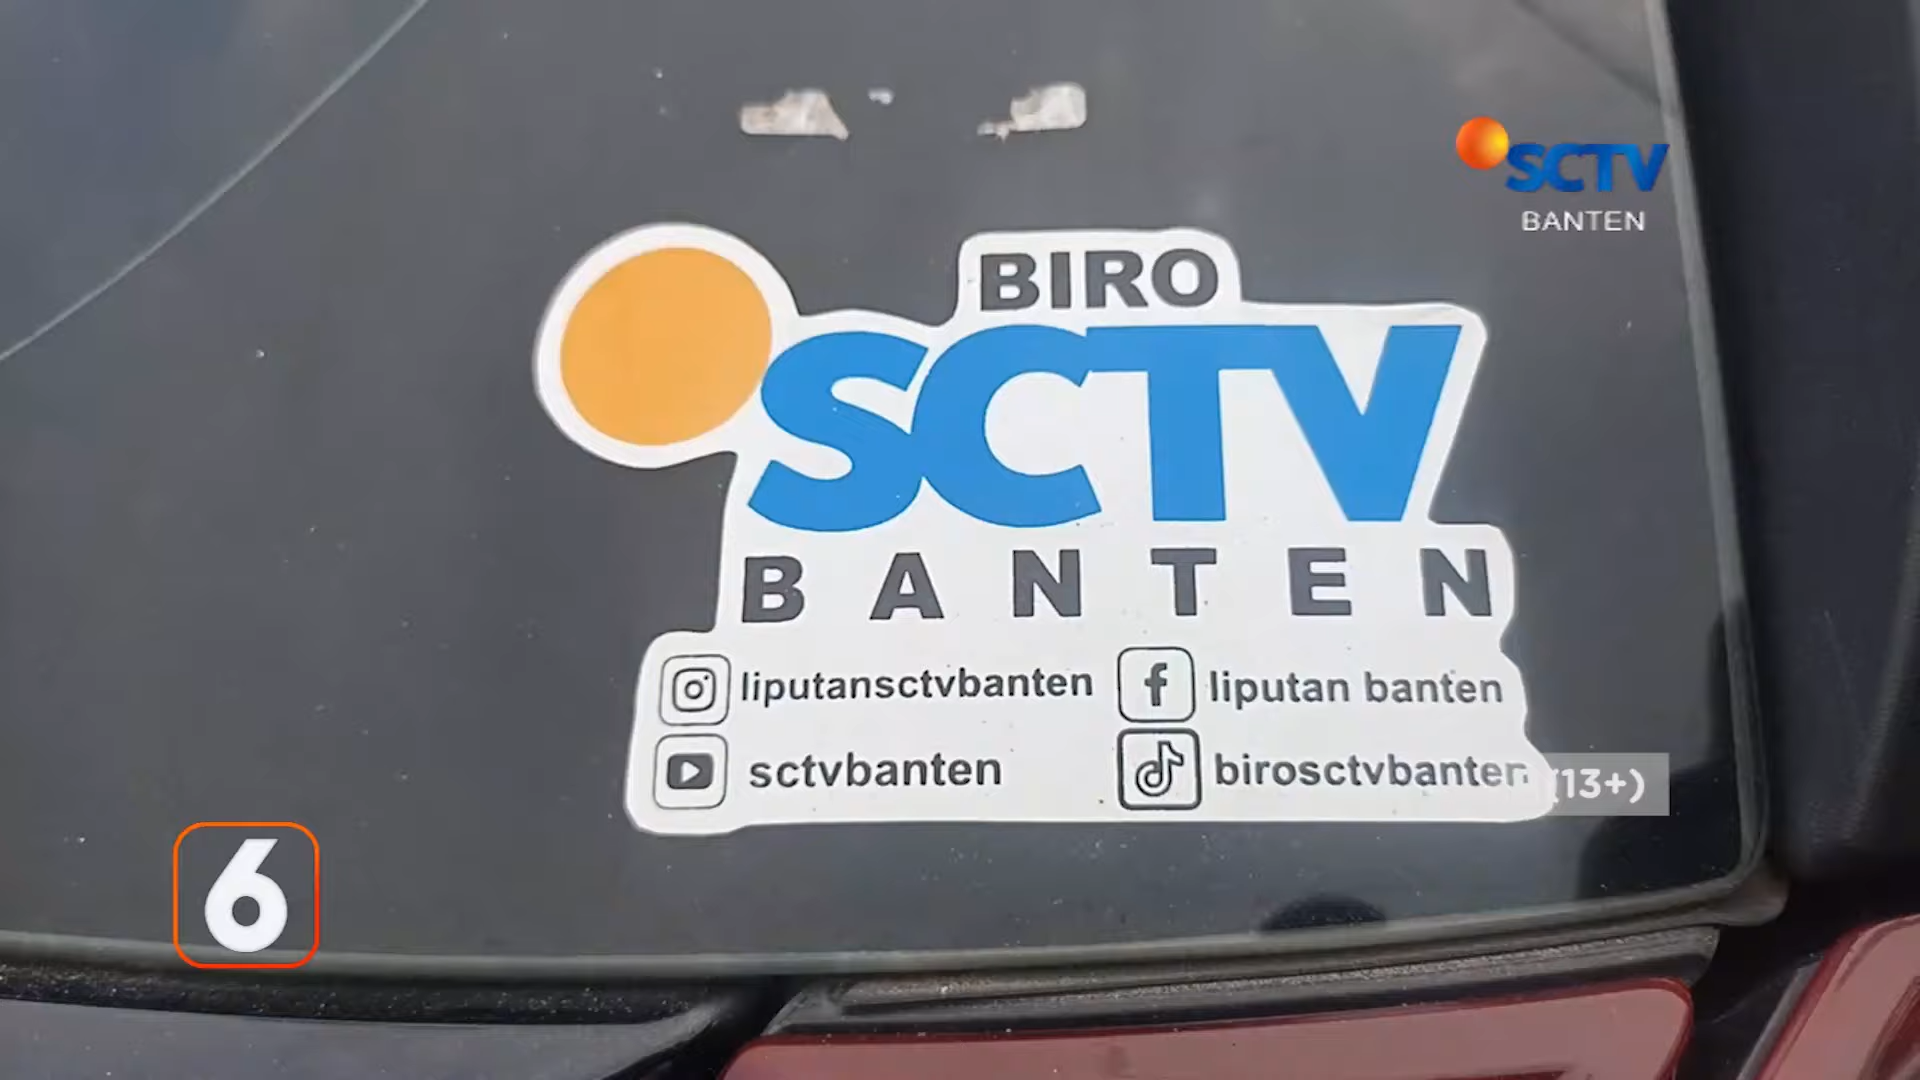 SCTV
BANTEN
BIRO
SCTV
BANTEN
liputansctvbanten
liputan banten
sctvbanten
birosctvbanten
(13+)
6